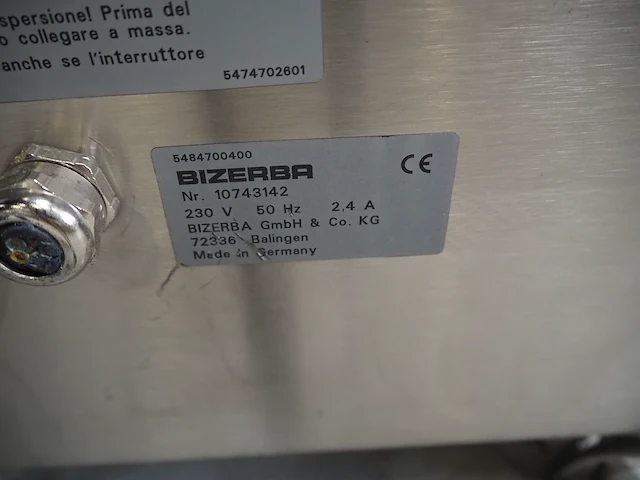 spersione! Prima del
o collegare a massa.
anche se l'interruttore
5474702601
5484700400
BIZERBA CE
Nr. 10743142
230 V 50 Hz 2,4 A
BIZERBA GmbH & Co. KG
72336 Balingen
Made in Germany